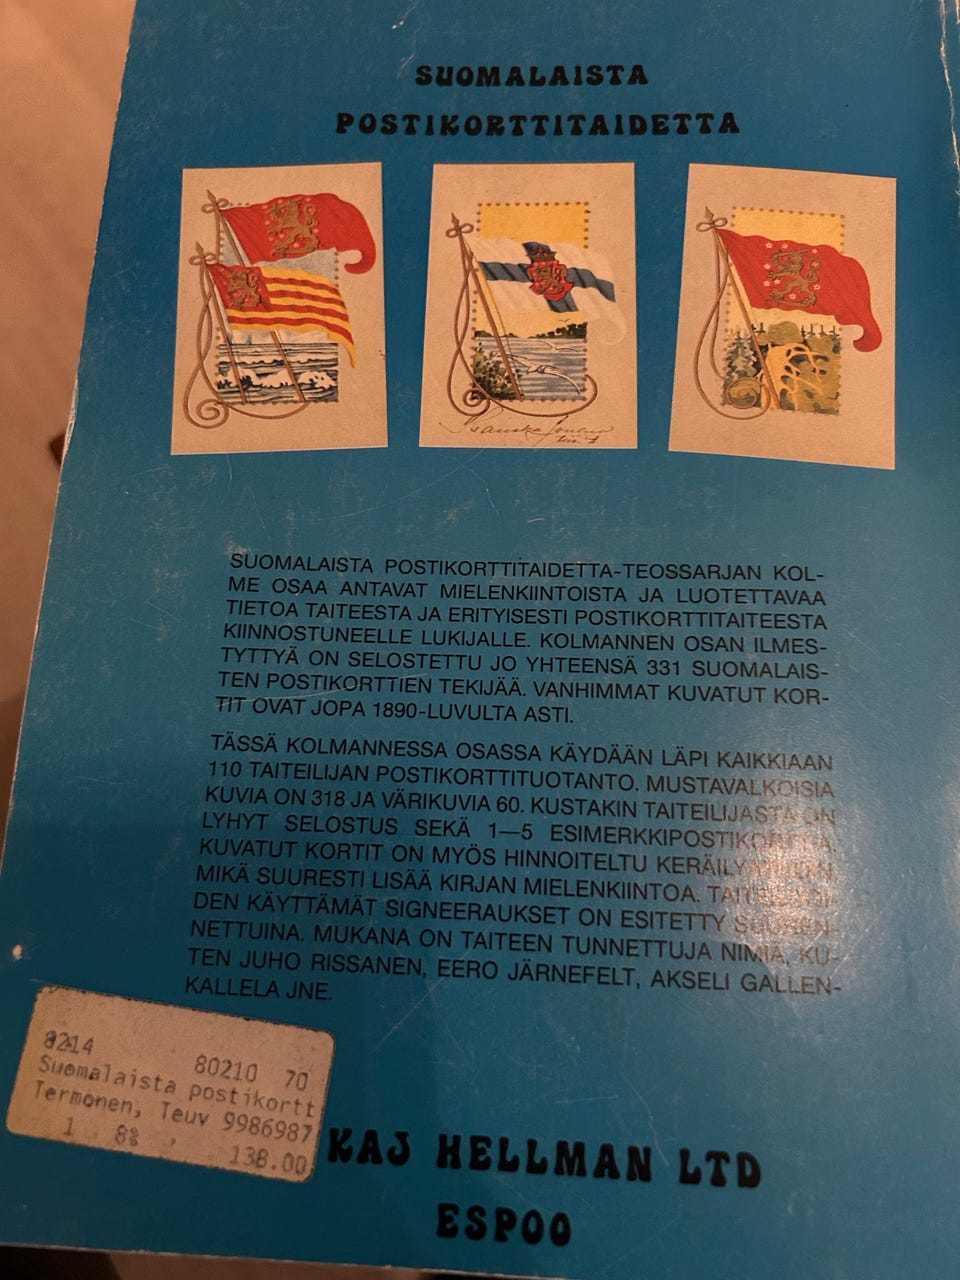 SUOMALAISTA
POSTIKORTTITAIDETTA
SUOMALAISTA POSTIKORTTITAIDETTA-TEOSSARJAN KOL-
ME OSAA ANTAVAT MIELENKIINTOISTA JA LUOTETTAVAA
TIETOA TAITEESTA JA ERITYISESTI POSTIKORTTITAITEESTA
KIINNOSTUNEELLE LUKIJALLE. KOLMANNEN OSAN ILMES-
TYTTYÄ ON SELOSTETTU JO YHTEENSÄ 331 SUOMALAIS-
TEN POSTIKORTTIEN TEKIJÄÄ. VANHIMMAT KUVATUT KOR-
TIT OVAT JOPA 1890-LUVULTA ASTI.
TÄSSÄ KOLMANNESSA OSASSA KÄYDÄÄN LÄPI KAIKKIAAN
110 TAITEILIJAN POSTIKORTTITUOTANTO. MUSTAVALKOISIA
KUVIA ON 318 JA VÄRIKUVIA 60. KUSTAKIN TAITEILIJASTA ON
LYHYT SELOSTUS SEKÄ 1—5 ESIMERKKIPOSTIKORTTIA.
KUVATUT KORTIT ON MYÖS HINNOITELTU
MIKÄ SUURESTI LISÄÄ KIRJAN MIELENKIINTOA. TAITEILIJOI-
DEN KÄYTTÄMÄT SIGNEERAUKSET ON ESITETTY SUUREN-
NETTUINA. MUKANA ON TAITEEN TUNNETTUJA NIMIÄ, KU-
TEN JUHO RISSANEN, EERO JÄRNEFELT, AKSELI GALLEN-
KALLELA JNE.
8214 80210 70
Suomalaista postikortt
Termonen, Teuv 9986987
1 8% 138.00
KAJ HELLMAN LTD
ESPOO